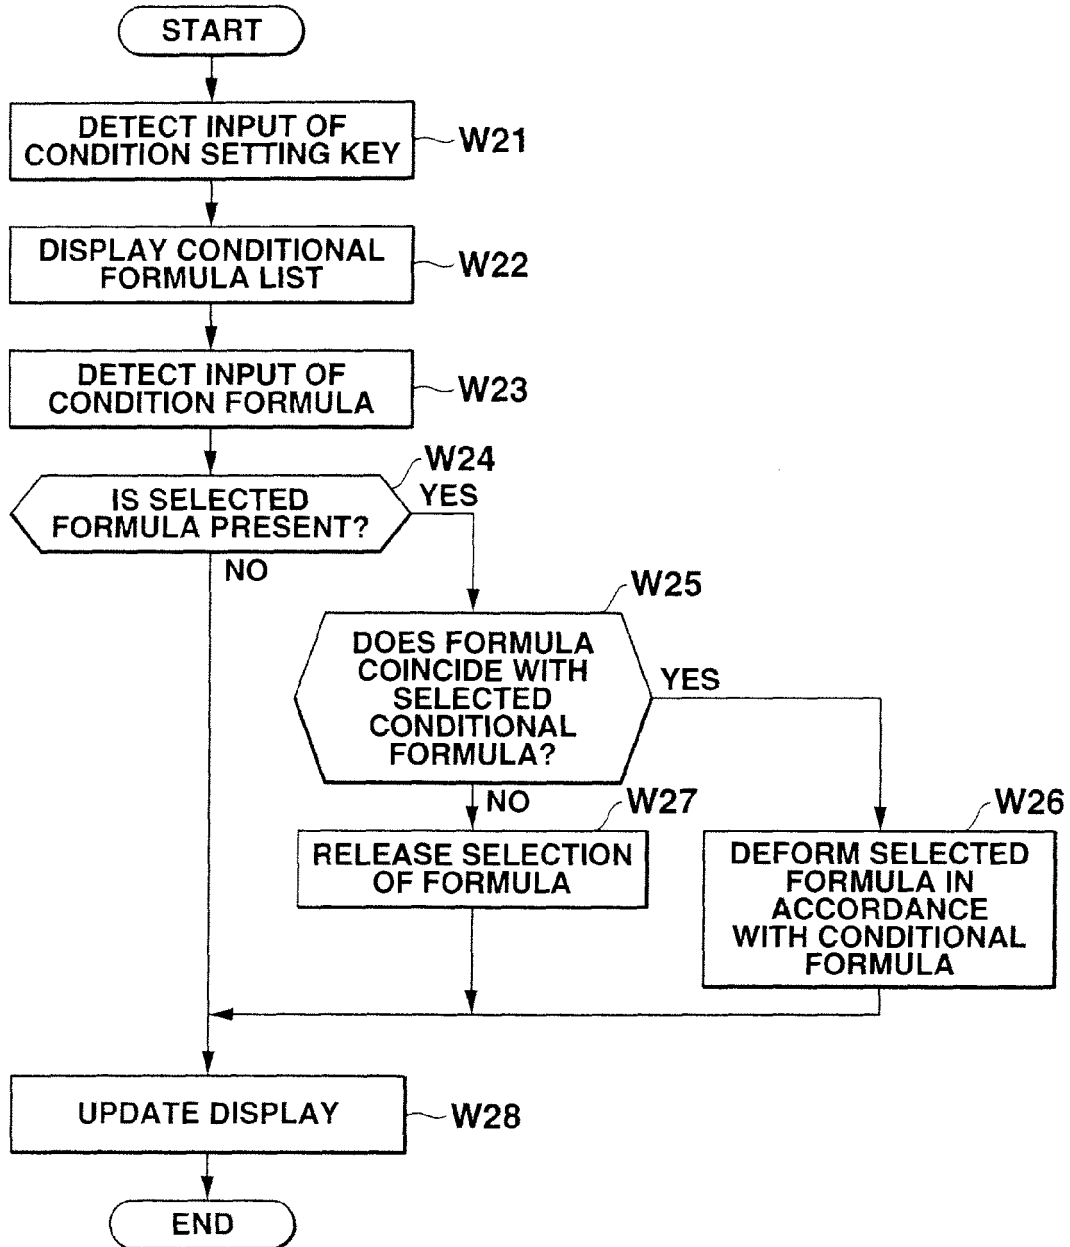 START
DETECT INPUT OF
CONDITION SETTING KEY
W21
DISPLAY CONDITIONAL
FORMULA LIST
W22
DETECT INPUT OF
CONDITION FORMULA
W23
W24
IS SELECTED
FORMULA PRESENT?
YES
NO
W25
DOES FORMULA
COINCIDE WITH
SELECTED
CONDITIONAL
FORMULA?
YES
NO
W27
RELEASE SELECTION
OF FORMULA
W26
DEFORM SELECTED
FORMULA IN
ACCORDANCE
WITH CONDITIONAL
FORMULA
UPDATE DISPLAY
W28
END